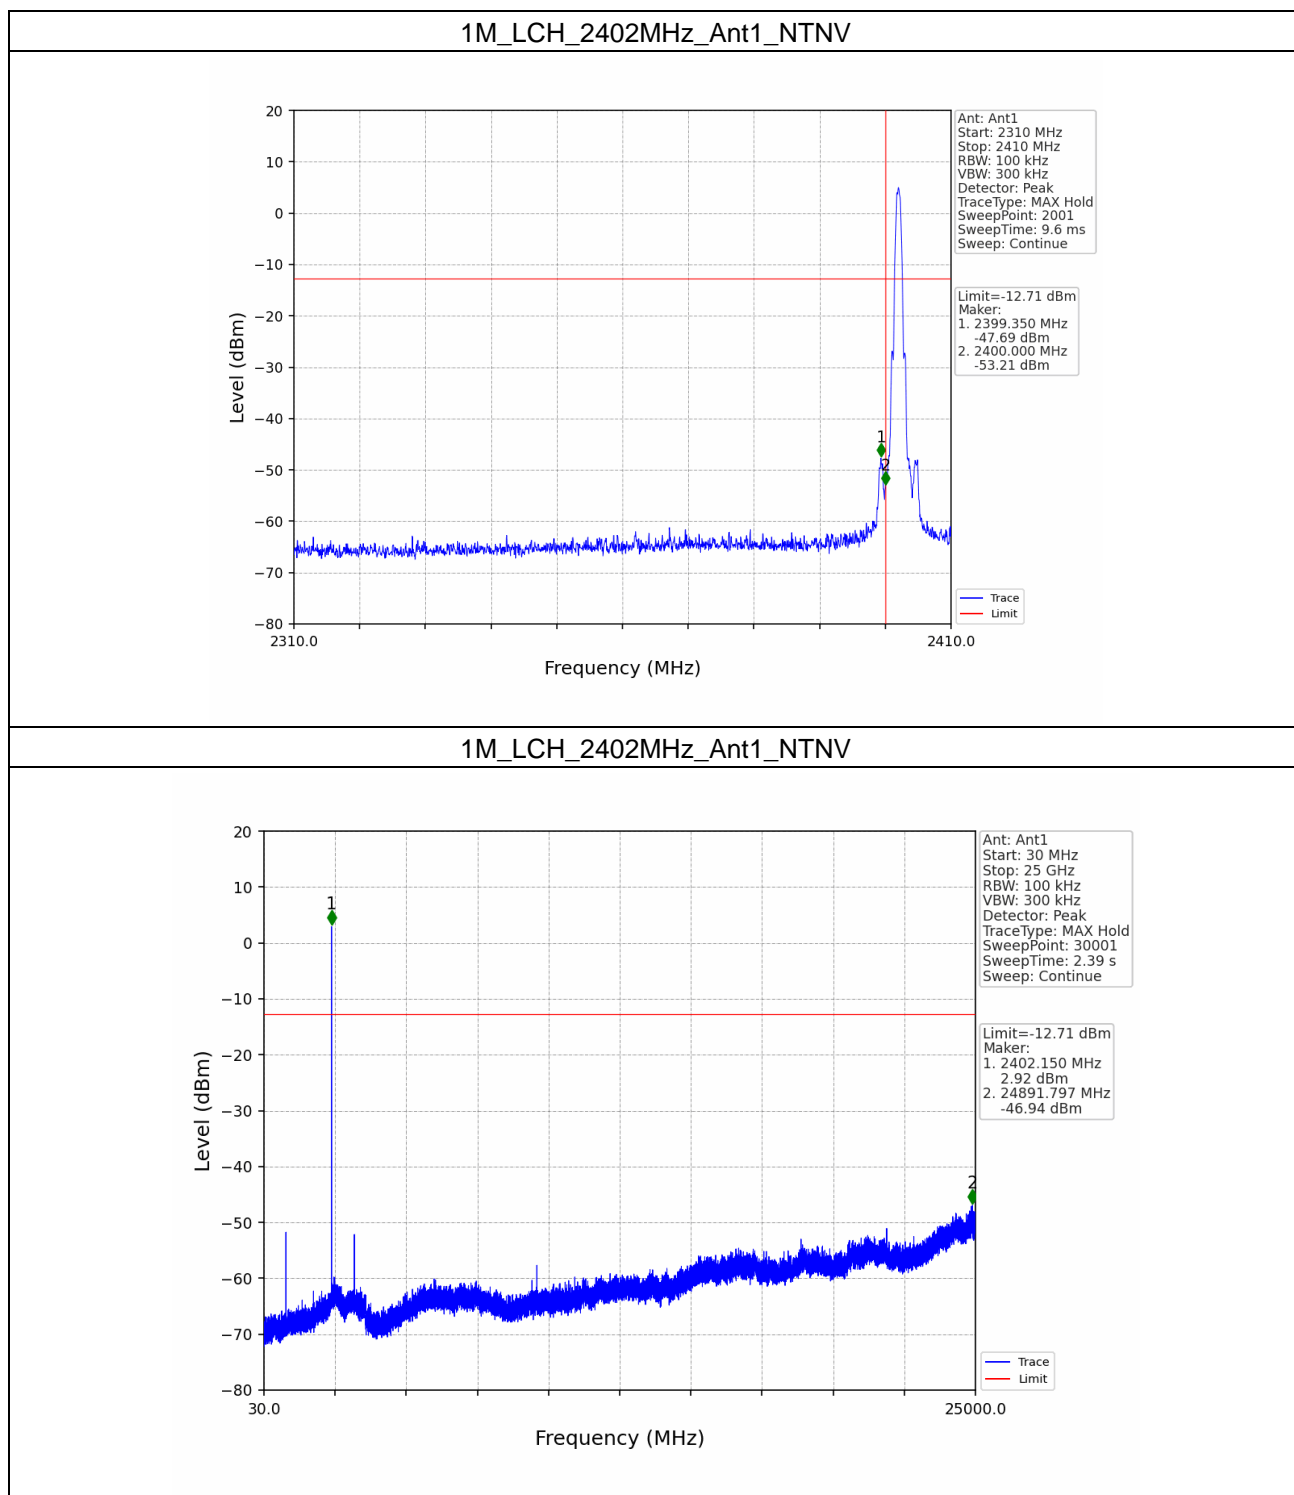 1M_LCH_2402MHz_Ant1_NTNV
20
10
0
−10
−20
−30
−40
−50
−60
−70
−80
Level (dBm)
2310.0
2410.0
Frequency (MHz)
1
2
Ant: Ant1
Start: 2310 MHz
Stop: 2410 MHz
RBW: 100 kHz
VBW: 300 kHz
Detector: Peak
TraceType: MAX Hold
SweepPoint: 2001
SweepTime: 9.6 ms
Sweep: Continue
Limit=-12.71 dBm
Maker:
1. 2399.350 MHz
-47.69 dBm
2. 2400.000 MHz
-53.21 dBm
Trace
Limit
1M_LCH_2402MHz_Ant1_NTNV
20
10
0
−10
−20
−30
−40
−50
−60
−70
−80
Level (dBm)
30.0
25000.0
Frequency (MHz)
1
2
Ant: Ant1
Start: 30 MHz
Stop: 25 GHz
RBW: 100 kHz
VBW: 300 kHz
Detector: Peak
TraceType: MAX Hold
SweepPoint: 30001
SweepTime: 2.39 s
Sweep: Continue
Limit=-12.71 dBm
Maker:
1. 2402.150 MHz
2.92 dBm
2. 24891.797 MHz
-46.94 dBm
Trace
Limit